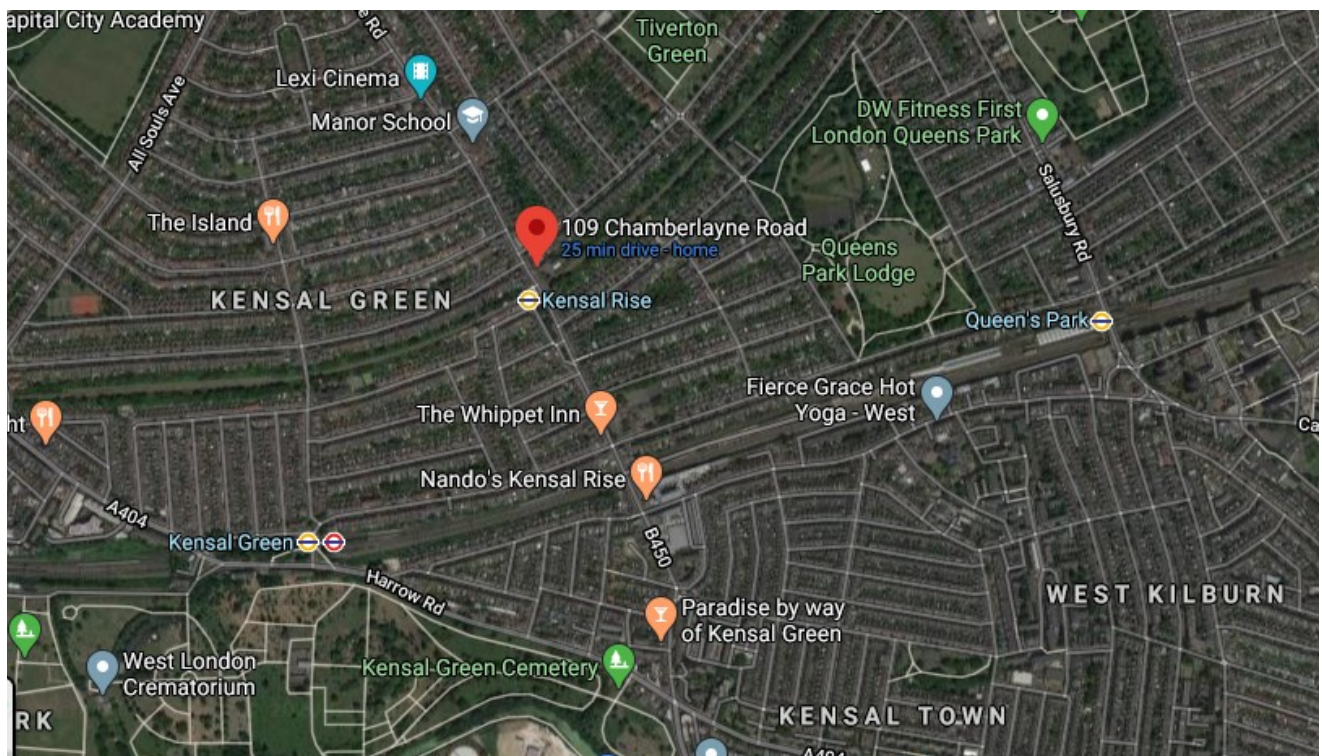 apital City Academy
e Rd
Tiverton
Green
Lexi Cinema
DW Fitness First
London Queens Park
Manor School
All Souls Ave
Salusbury Rd
The Island
109 Chamberlayne Road
25 min drive - home
Queens
Park Lodge
KENSAL GREEN
Kensal Rise
Queen's Park
Fierce Grace Hot
Yoga - West
The Whippet Inn
ht
Ca
Nando's Kensal Rise
A404
B450
Kensal Green
Harrow Rd
WEST KILBURN
Paradise by way
of Kensal Green
West London
Crematorium
Kensal Green Cemetery
RK
KENSAL TOWN
A404